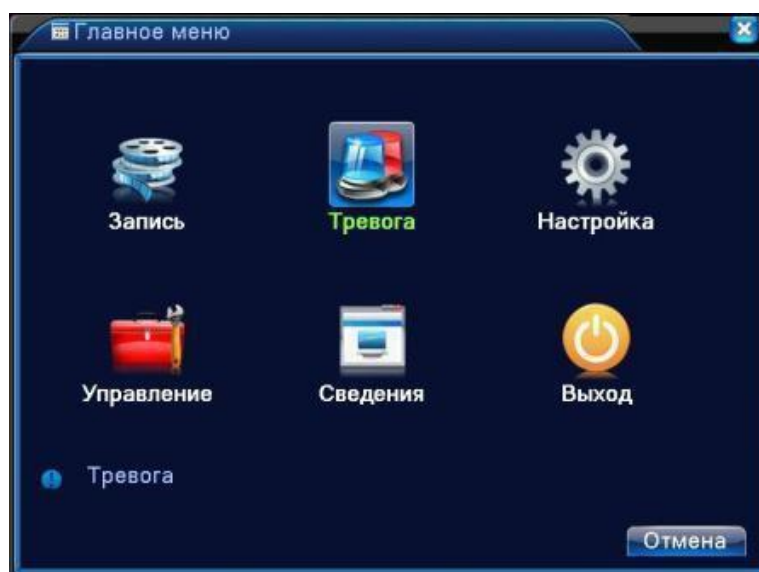 Главное меню
Запись
Тревога
Настройка
Управление
Сведения
Выход
Тревога
Отмена